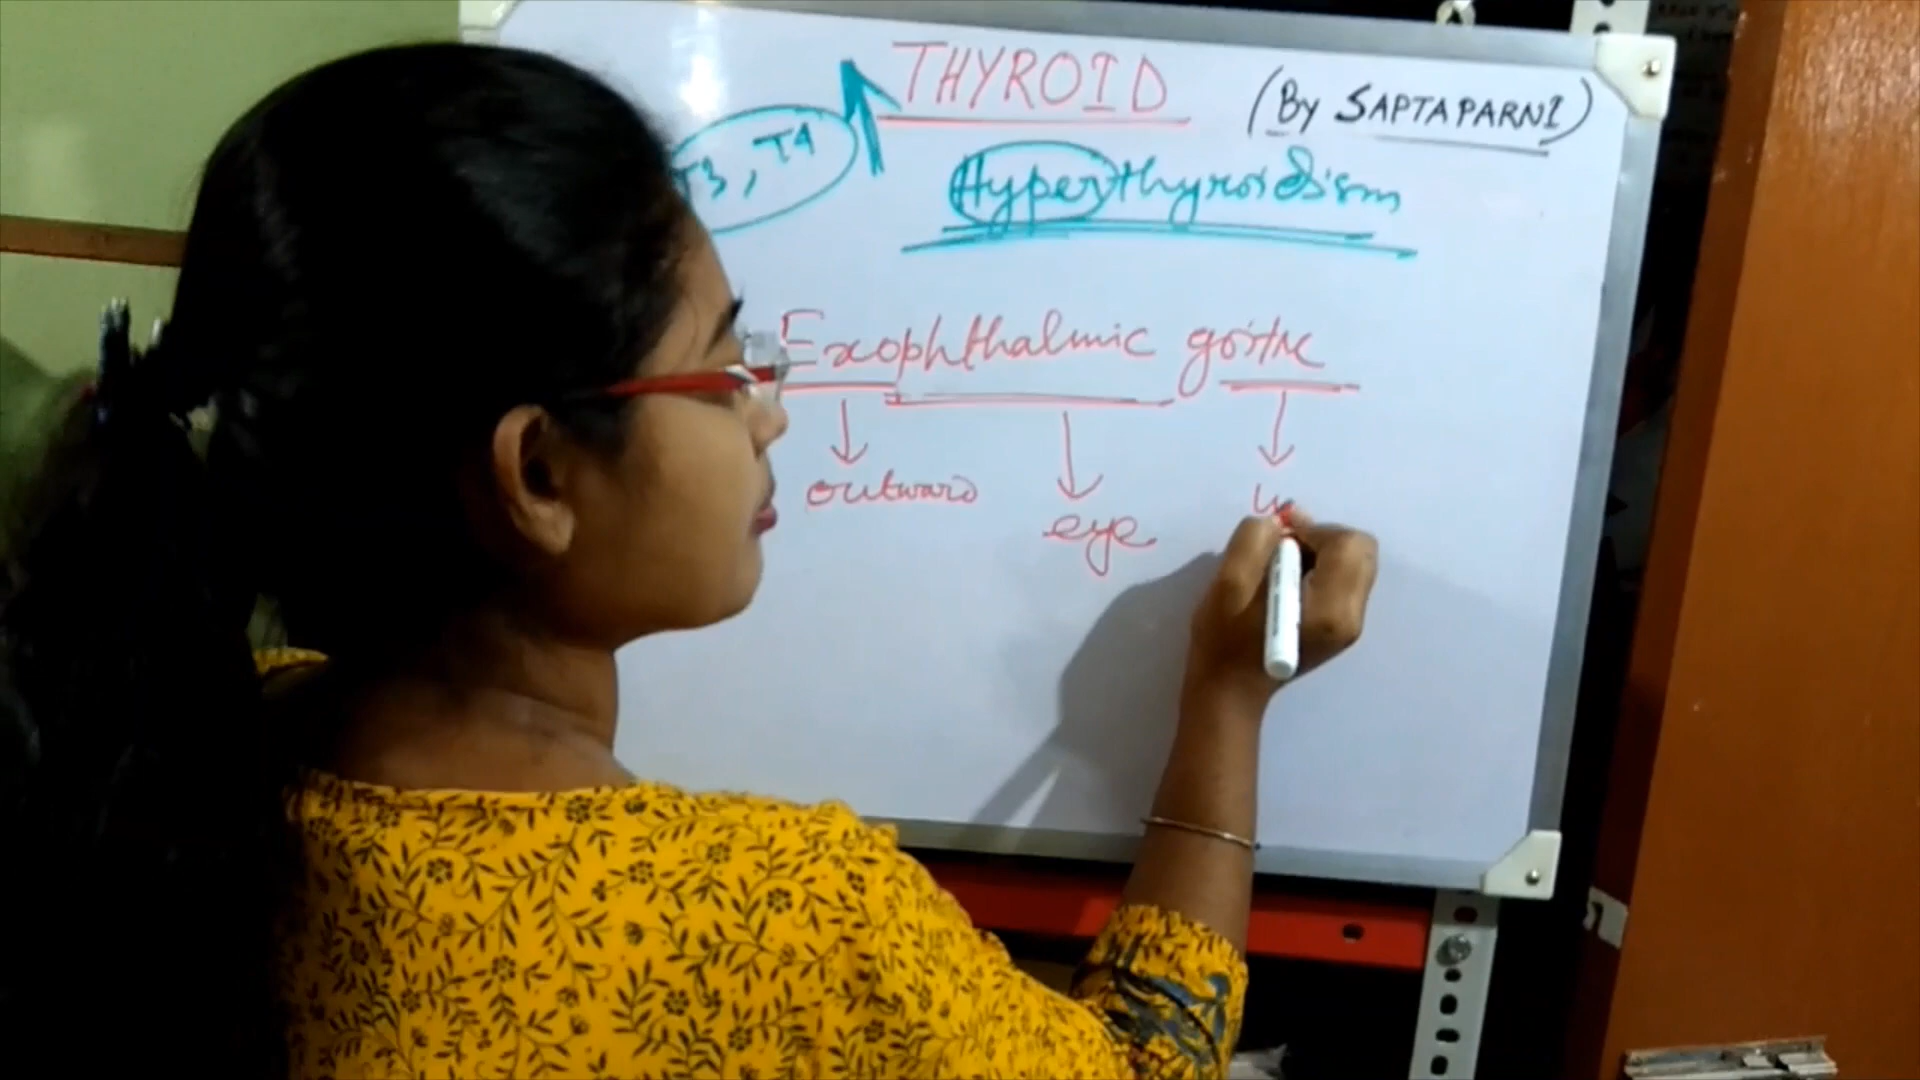 THYROID
(By SAPTAPARNI)
T3, T4
Hyperthyroidism
Exophthalmic goitre
outward
eye